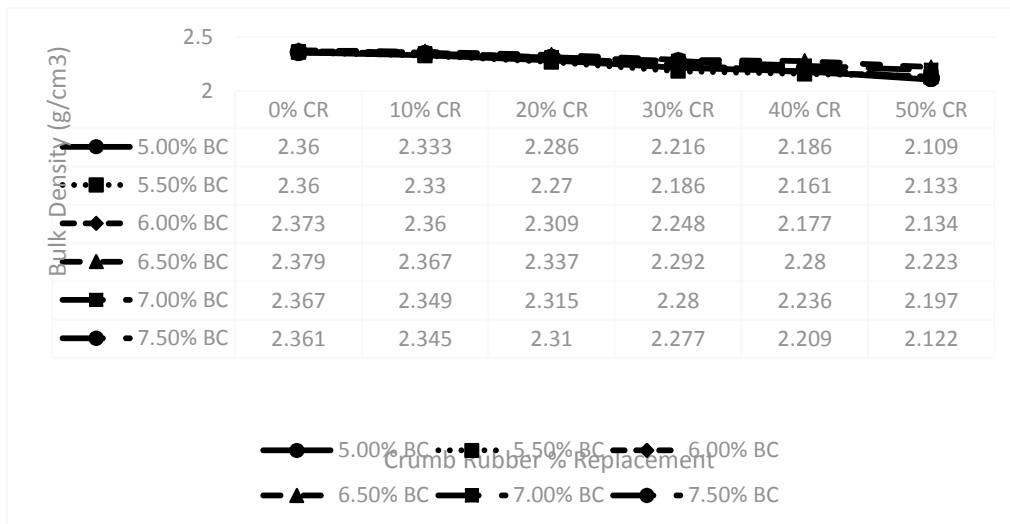 Bulk Density (g/cm3)
2.5
2
0% CR 10% CR 20% CR 30% CR 40% CR 50% CR
5.00% BC 2.36 2.333 2.286 2.216 2.186 2.109
5.50% BC 2.36 2.33 2.27 2.186 2.161 2.133
6.00% BC 2.373 2.36 2.309 2.248 2.177 2.134
6.50% BC 2.379 2.367 2.337 2.292 2.28 2.223
7.00% BC 2.367 2.349 2.315 2.28 2.236 2.197
7.50% BC 2.361 2.345 2.31 2.277 2.209 2.122
5.00% BC 5.50% BC 6.00% BC
Crumb Rubber % Replacement
6.50% BC 7.00% BC 7.50% BC